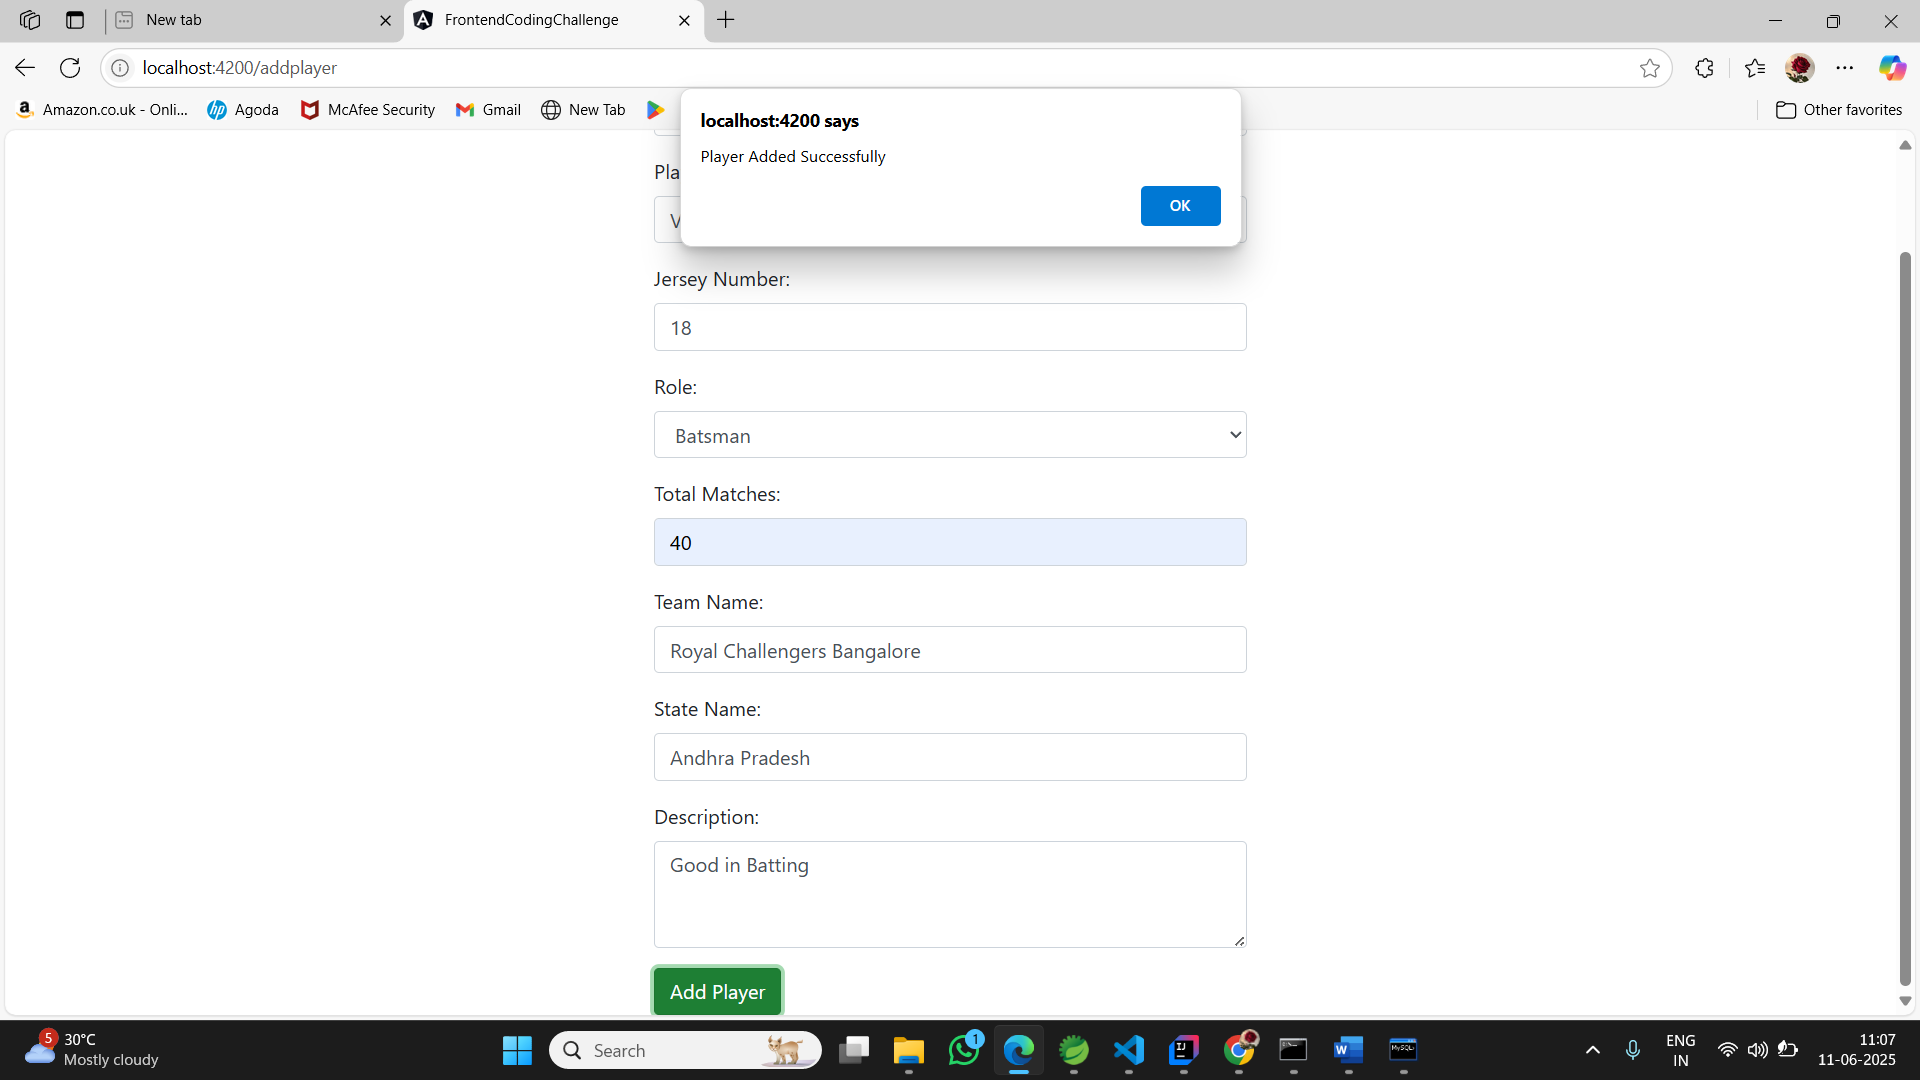 New tab
FrontendCodingChallenge
localhost:4200/addplayer
Amazon.co.uk - Onli...
Agoda
McAfee Security
Gmail
New Tab
Other favorites
localhost:4200 says
Player Added Successfully
OK
Pla
V
Jersey Number:
18
Role:
Batsman
Total Matches:
40
Team Name:
Royal Challengers Bangalore
State Name:
Andhra Pradesh
Description:
Good in Batting
Add Player
5
30°C
Mostly cloudy
Search
1
ENG
IN
11:07
11-06-2025